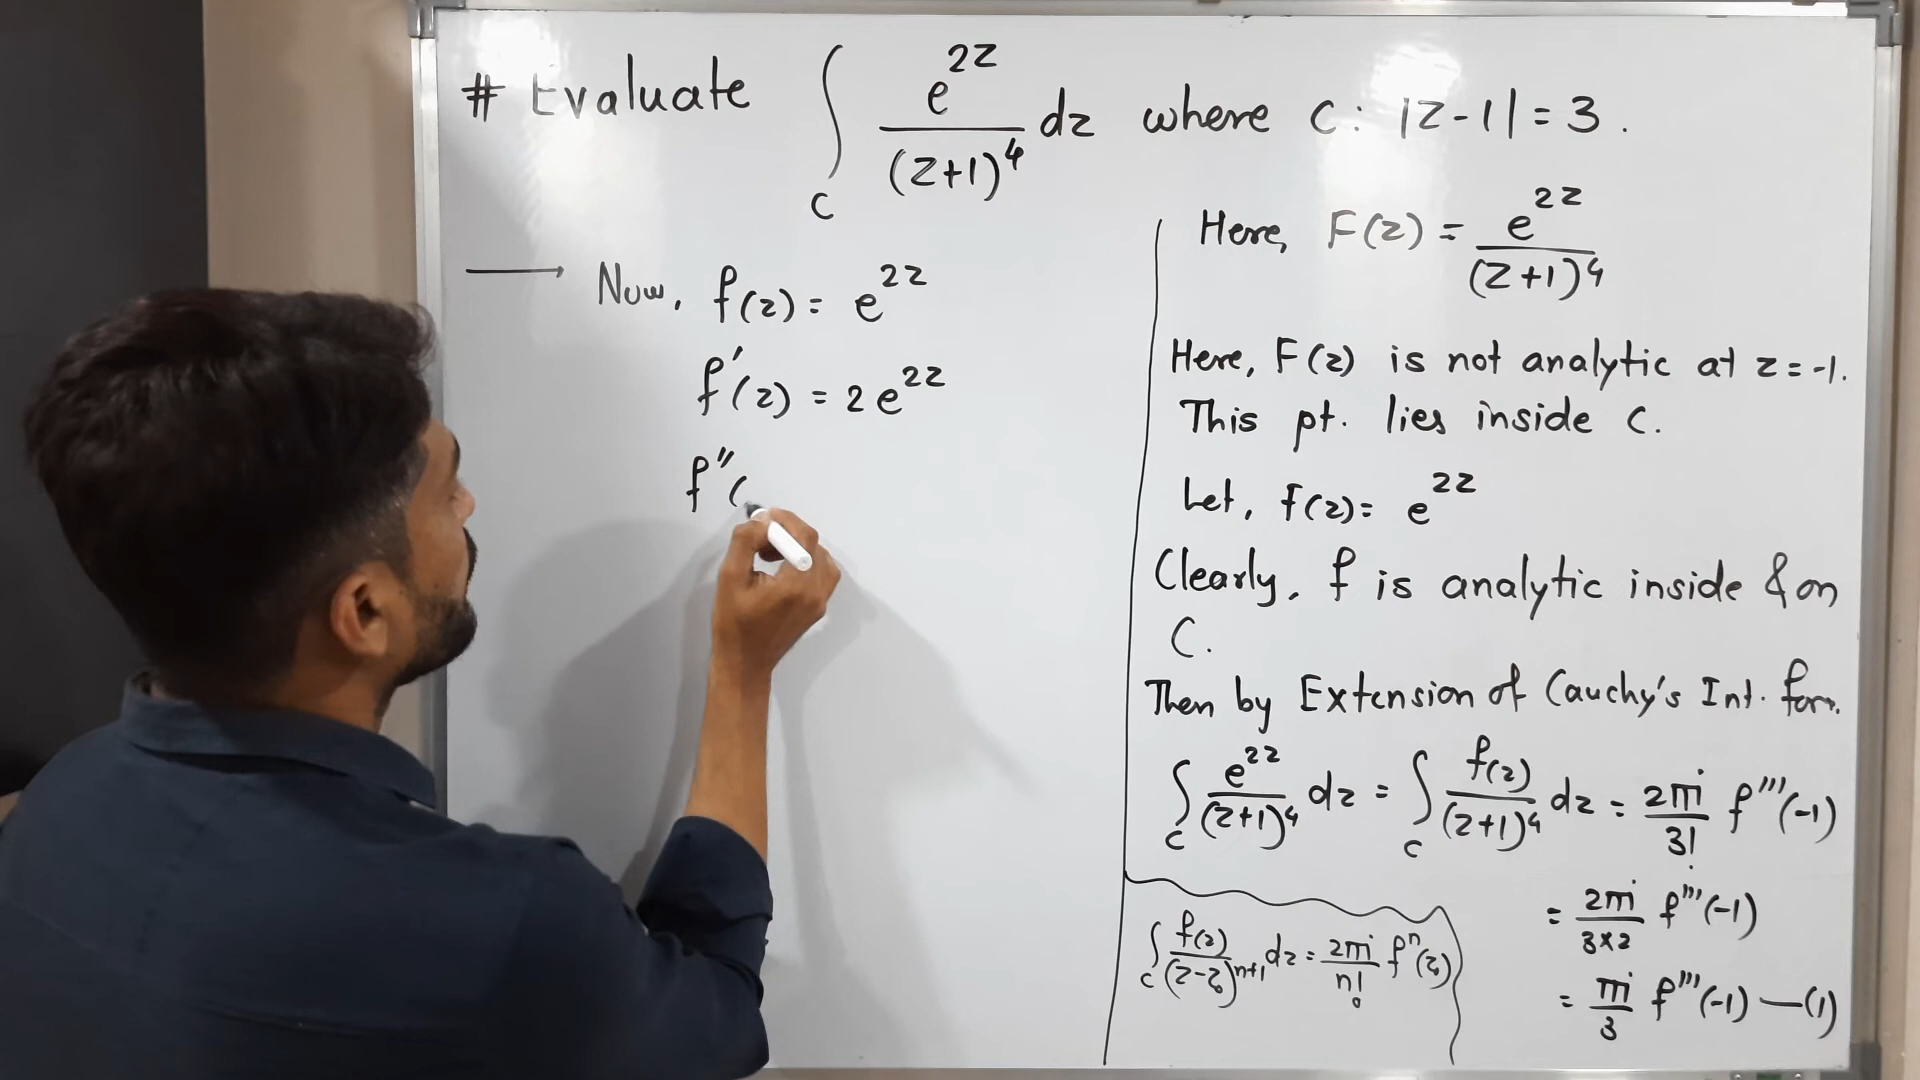 # Evaluate ∫_C e^{2z}/(z+1)^4 dz where C: |z-1| = 3.
Here, F(z) = e^{2z}/(z+1)^4
Here, F(z) is not analytic at z = -1.
This pt. lies inside C.
Let, f(z) = e^{2z}
Clearly, f is analytic inside & on
C.
Then by Extension of Cauchy's Int. form.
∫_C e^{2z}/(z+1)^4 dz = ∫_C f(z)/(z+1)^4 dz = 2πi/3! f'''(-1)
= 2πi/3×2 f'''(-1)
= πi/3 f'''(-1) —(1)
∫_C f(z)/(z-z₀)^{n+1} dz = 2πi/n! f^n(z₀)
⟶ Now, f(z) = e^{2z}
f'(z) = 2e^{2z}
f''(